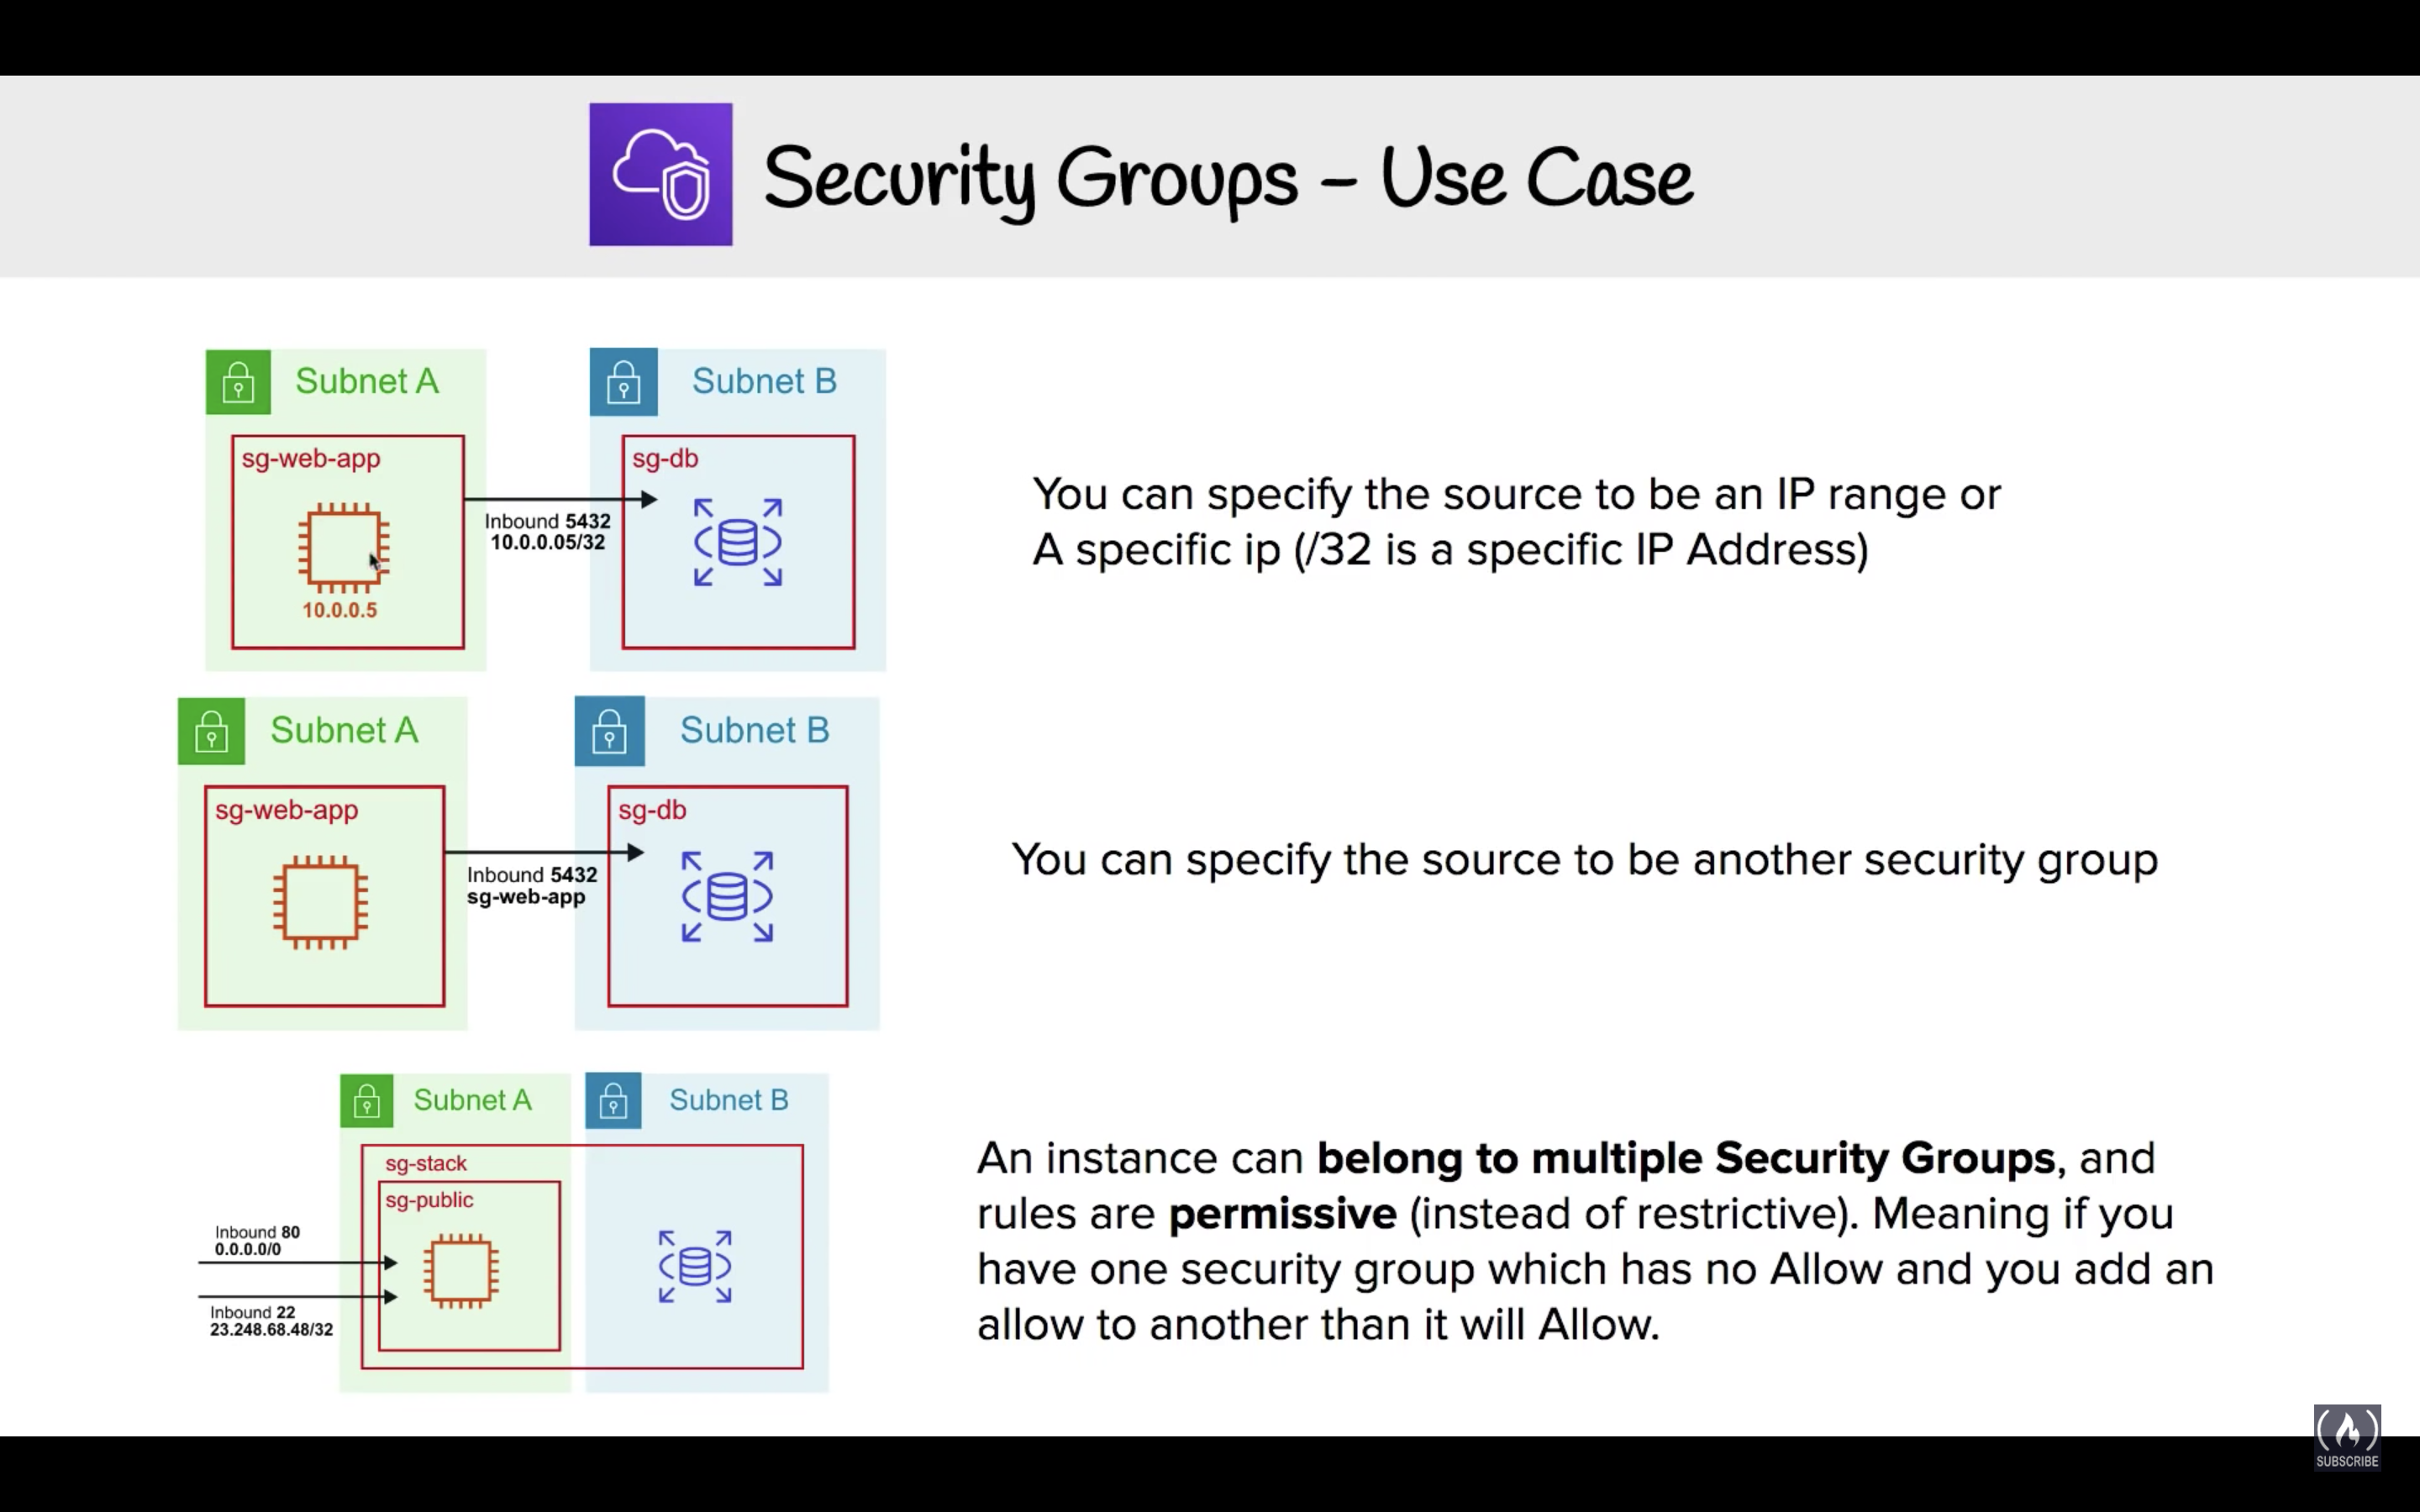 Security Groups – Use Case
Subnet A
Subnet B
sg-web-app
sg-db
Inbound 5432
10.0.0.05/32
10.0.0.5
You can specify the source to be an IP range or
A specific ip (/32 is a specific IP Address)
Subnet A
Subnet B
sg-web-app
sg-db
Inbound 5432
sg-web-app
You can specify the source to be another security group
Subnet A
Subnet B
sg-stack
sg-public
Inbound 80
0.0.0.0/0
Inbound 22
23.248.68.48/32
An instance can belong to multiple Security Groups, and
rules are permissive (instead of restrictive). Meaning if you
have one security group which has no Allow and you add an
allow to another than it will Allow.
SUBSCRIBE